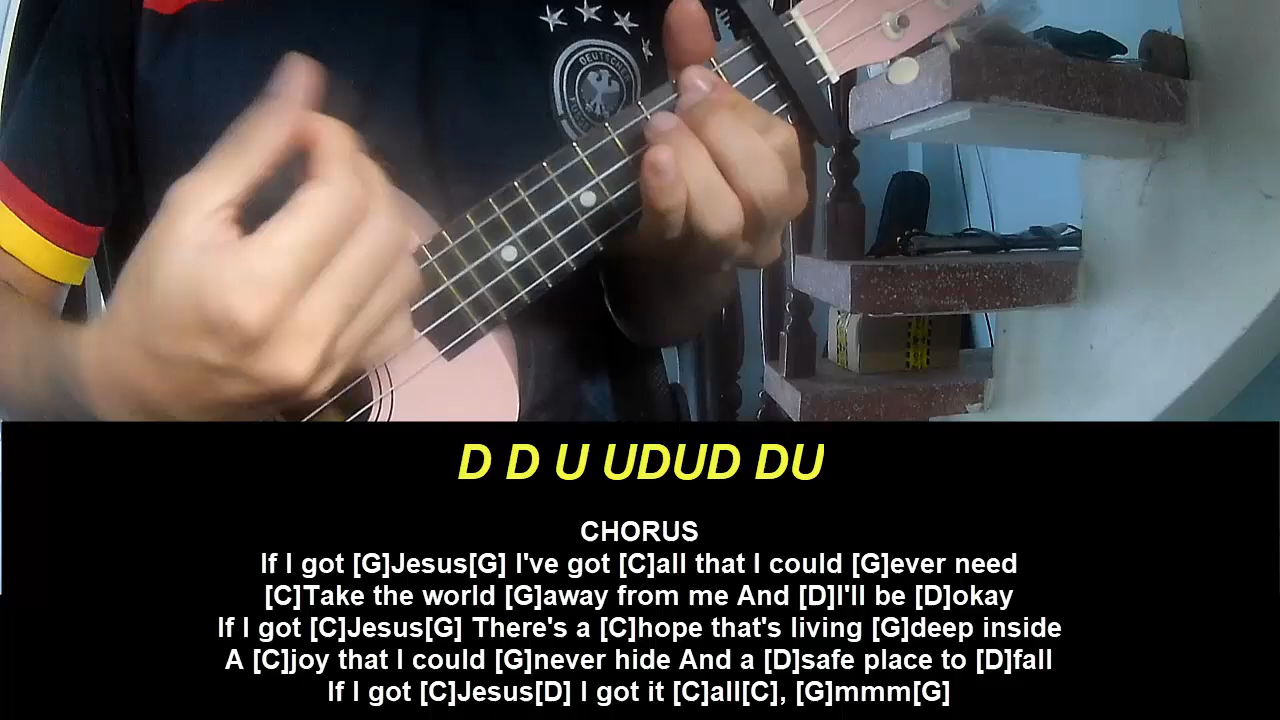 DEUTSCHER
D D U UDUD DU
CHORUS
If I got [G]Jesus[G] I've got [C]all that I could [G]ever need
[C]Take the world [G]away from me And [D]I'll be [D]okay
If I got [C]Jesus[G] There's a [C]hope that's living [G]deep inside
A [C]joy that I could [G]never hide And a [D]safe place to [D]fall
If I got [C]Jesus[D] I got it [C]all[C], [G]mmm[G]